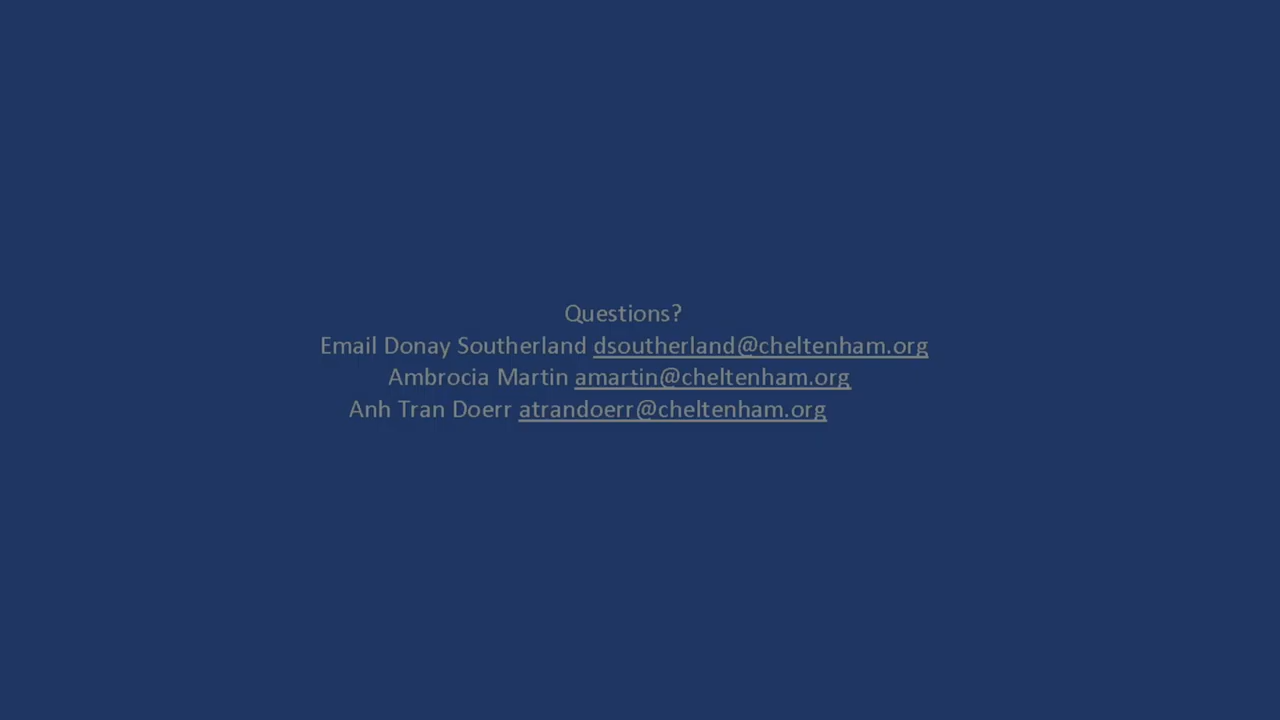 Questions?
Email Donay Southerland dsoutherland@cheltenham.org
Ambrocia Martin amartin@cheltenham.org
Anh Tran Doerr atrandoerr@cheltenham.org